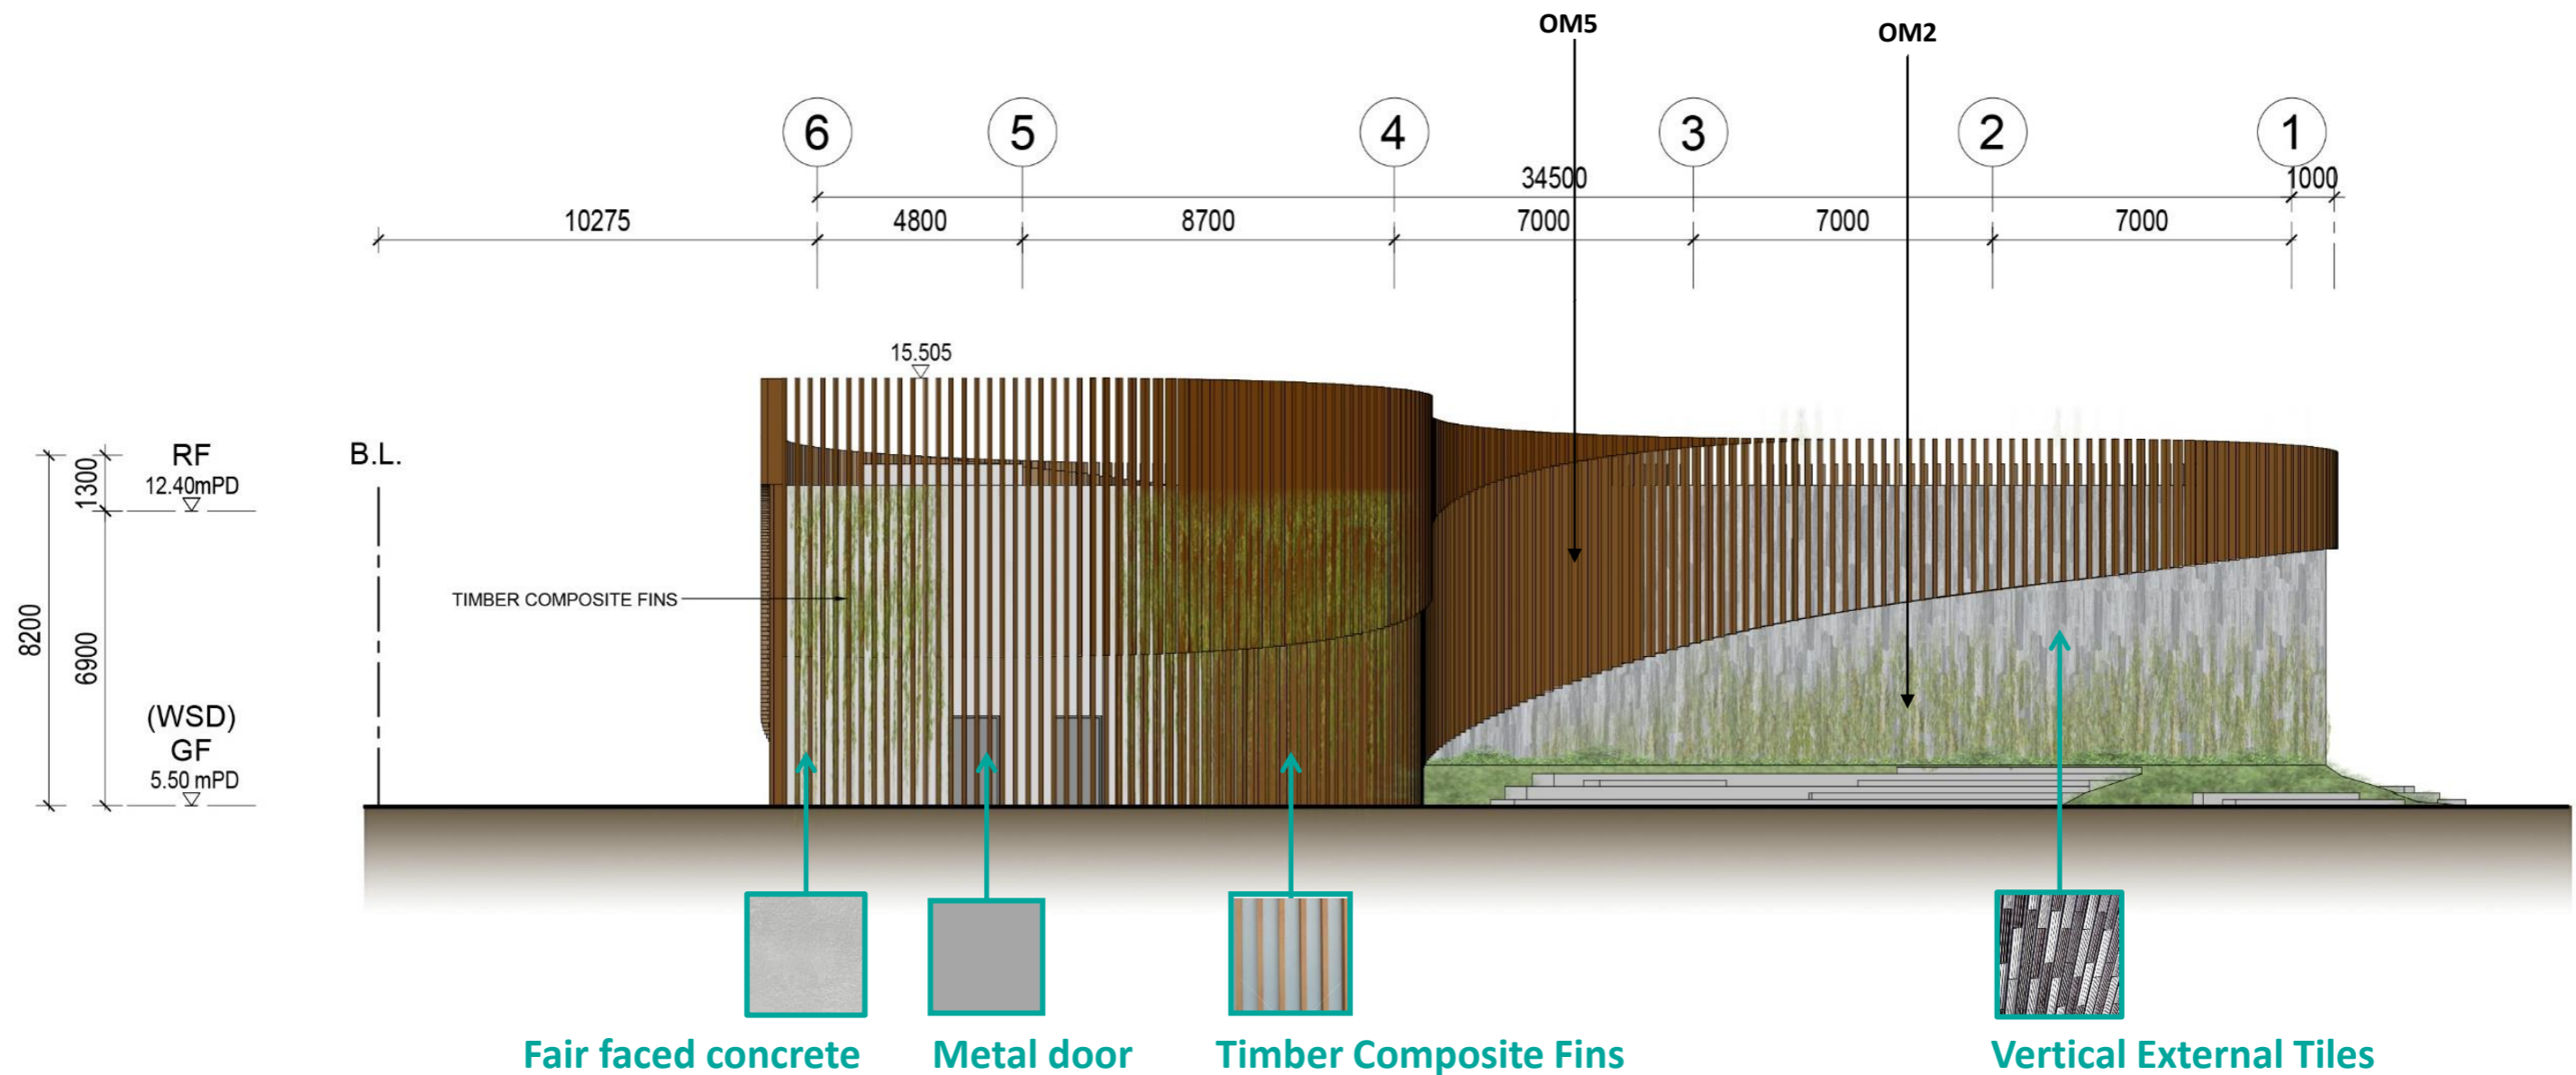 OM5
OM2
6
5
4
3
2
1
34500
1000
10275
4800
8700
7000
7000
7000
15.505
RF
12.40mPD
B.L.
1300
8200
6900
TIMBER COMPOSITE FINS
(WSD)
GF
5.50 mPD
Fair faced concrete
Metal door
Timber Composite Fins
Vertical External Tiles